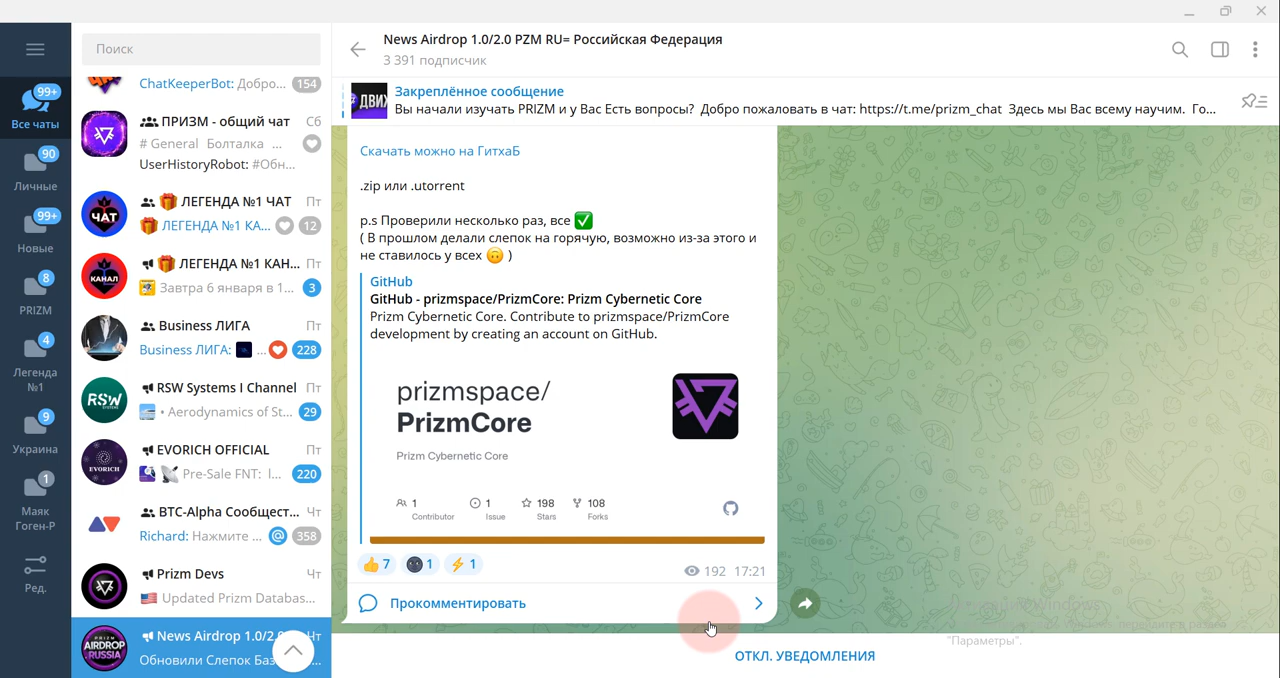 Поиск
99+
Все чаты
90
Личные
99+
Новые
8
PRIZM
4
Легенда
№1
9
Украина
1
Маяк
Гоген-Р
Ред.
ChatKeeperBot: Добро... 154
ПРИЗМ - общий чат Сб
# General Болталка ...
UserHistoryRobot: #Обн...
ЧАТ
ЛЕГЕНДА №1 ЧАТ Пт
ЛЕГЕНДА №1 КА... 12
КАНАЛ
ЛЕГЕНДА №1 КАН... Пт
Завтра 6 января в 1... 3
Business ЛИГА Пт
Business ЛИГА: ... 228
RSW
SYSTEMS
RSW Systems I Channel Пт
• Aerodynamics of St... 29
EVORICH
EVORICH OFFICIAL Пт
Pre-Sale FNT: I... 220
BTC-Alpha Сообщест... Чт
Richard: Нажмите ... @ 358
Prizm Devs Чт
Updated Prizm Databas...
PRIZM
AIRDROP
RUSSIA
News Airdrop 1.0/2.0 Чт
Обновили Слепок Баз...
News Airdrop 1.0/2.0 PZM RU= Российская Федерация
3 391 подписчик
ДВИЖ
Закреплённое сообщение
Вы начали изучать PRIZM и у Вас Есть вопросы? Добро пожаловать в чат: https://t.me/prizm_chat Здесь мы Вас всему научим. Го...
Скачать можно на ГитхаБ
.zip или .utorrent
p.s Проверили несколько раз, все ✅
( В прошлом делали слепок на горячую, возможно из-за этого и
не ставилось у всех 🙃 )
GitHub
GitHub - prizmspace/PrizmCore: Prizm Cybernetic Core
Prizm Cybernetic Core. Contribute to prizmspace/PrizmCore
development by creating an account on GitHub.
prizmspace/
PrizmCore
Prizm Cybernetic Core
1 1 198 108
Contributor Issue Stars Forks
👍 7 🌚 1 ⚡ 1
192 17:21
Прокомментировать
"Параметры".
ОТКЛ. УВЕДОМЛЕНИЯ